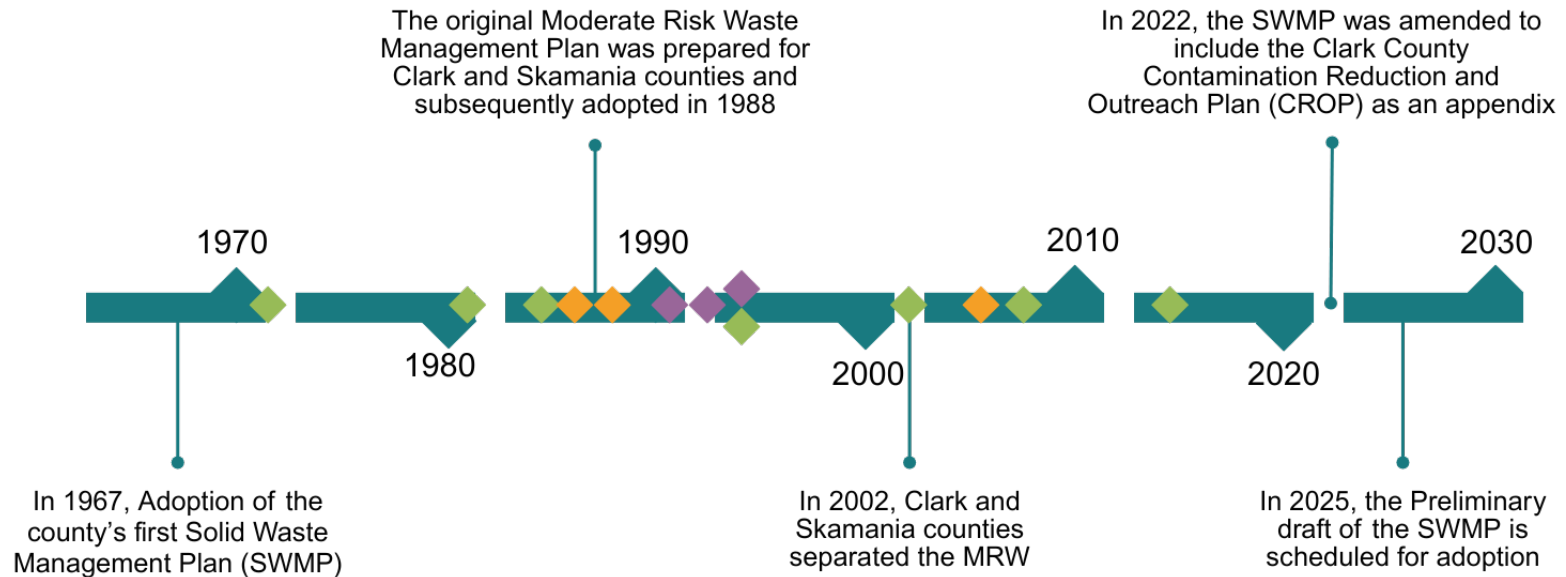 The original Moderate Risk Waste
Management Plan was prepared for
Clark and Skamania counties and
subsequently adopted in 1988
In 2022, the SWMP was amended to
include the Clark County
Contamination Reduction and
Outreach Plan (CROP) as an appendix
1970
1990
2010
2030
1980
2000
2020
In 1967, Adoption of the
county's first Solid Waste
Management Plan (SWMP)
In 2002, Clark and
Skamania counties
separated the MRW
In 2025, the Preliminary
draft of the SWMP is
scheduled for adoption